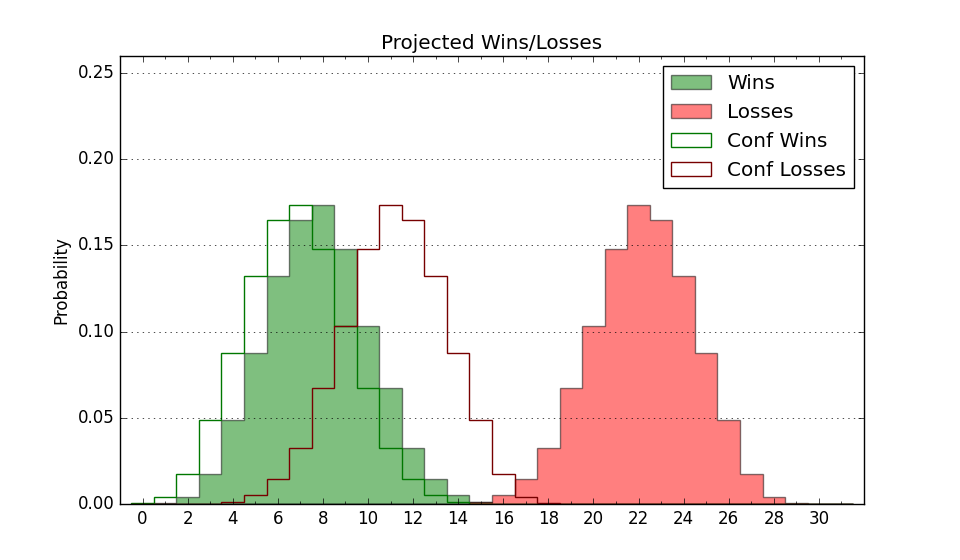 Projected Wins/Losses
0.25
0.20
0.15
0.10
0.05
0.00
Probability
Wins
Losses
Conf Wins
Conf Losses
0 2 4 6 8 10 12 14 16 18 20 22 24 26 28 30